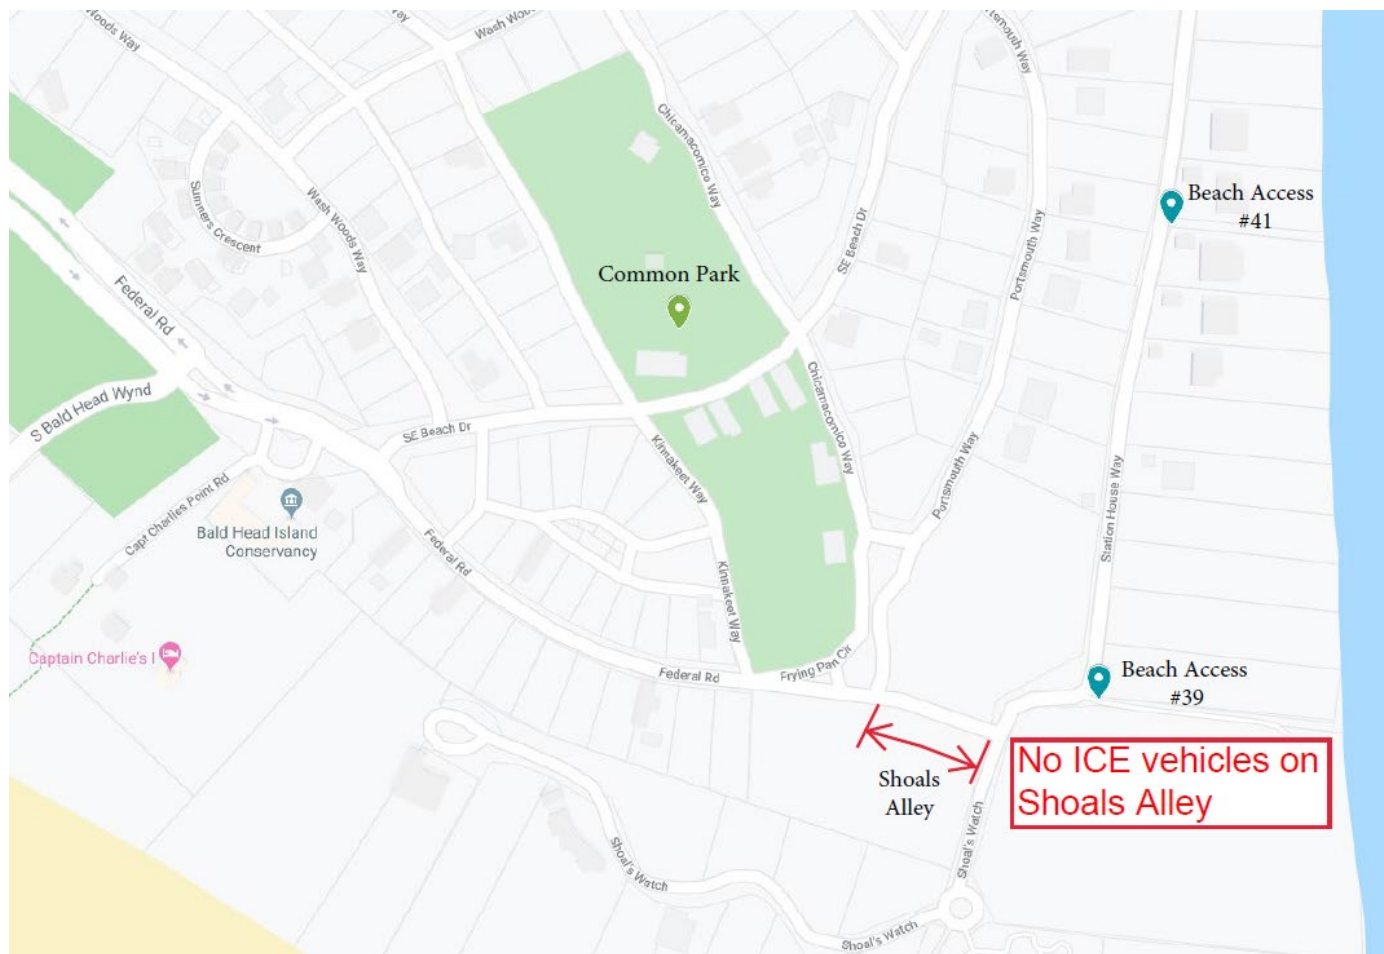 Woods Way
Wash Woo
rtsmouth Way
Chicamacomico Way
Summers Crescent
Wash Woods Way
Beach Access
#41
SE Beach Dr
Portsmouth Way
Common Park
Federal Rd
S Bald Head Wynd
SE Beach Dr
Chicamacomico Way
Kinnakeet Way
Portsmouth Way
Station House Way
Capt Charlies Point Rd
Bald Head Island
Conservancy
Federal Rd
Kinnakeet Way
Captain Charlie's I
Federal Rd
Frying Pan Cir
Beach Access
#39
Shoals
Alley
No ICE vehicles on
Shoals Alley
Shoal's Watch
Shoal's Watch
Shoal's Watch